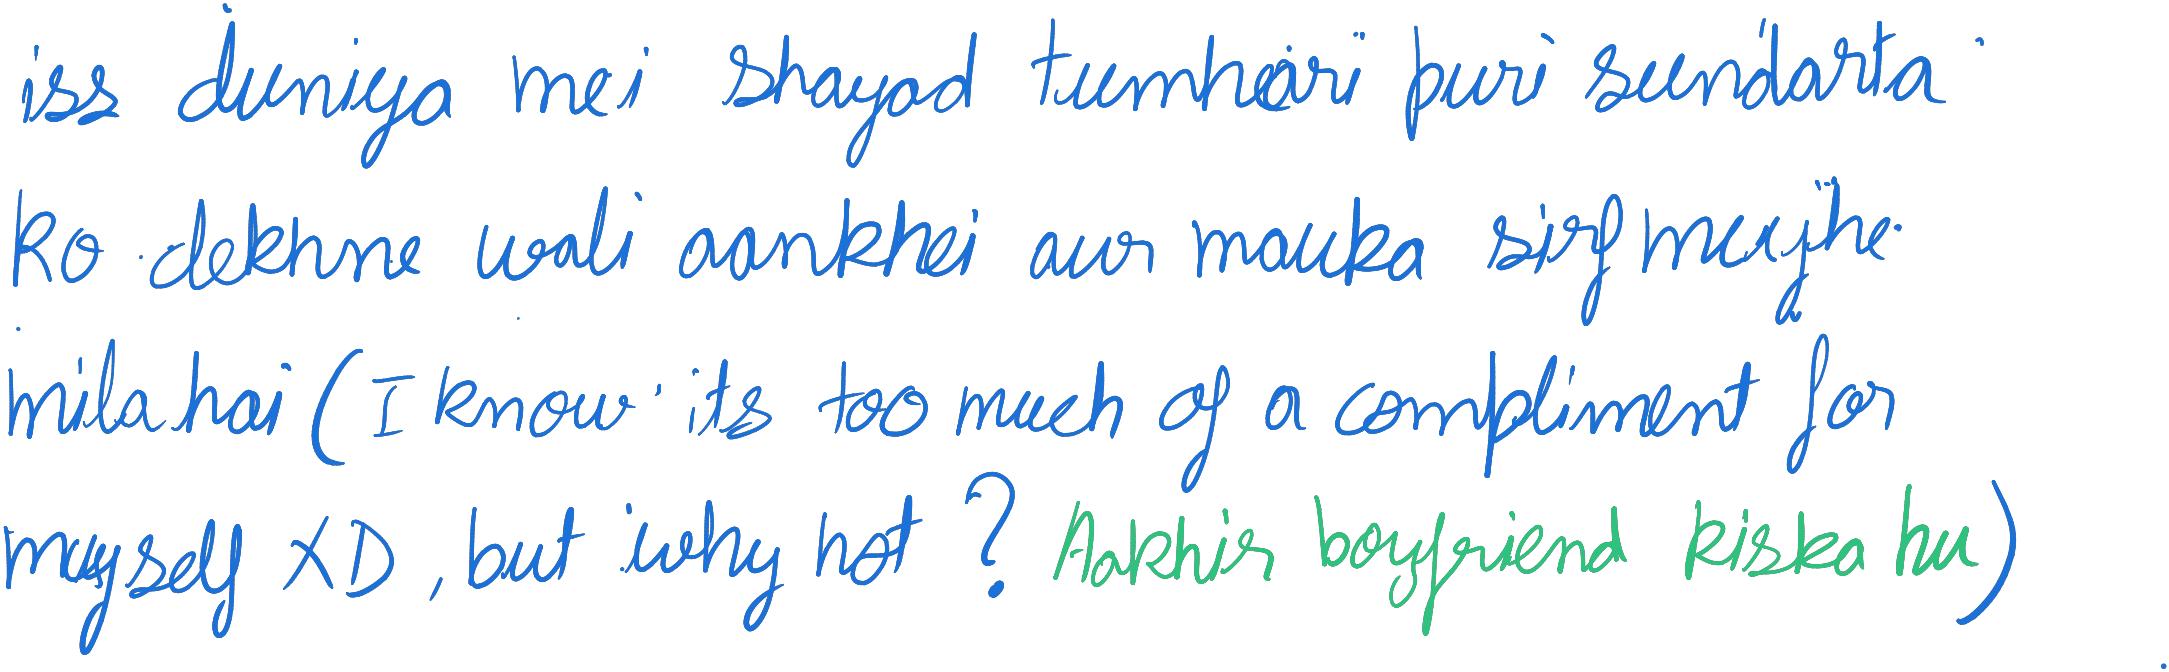 iss duniya mei shayad tumhari puri sundarta
ko dekhne wali aankhei aur mauka sirf mujhe
mila hai (I know its too much of a compliment for
myself XD, but why not? Aakhir boyfriend kiska hu)